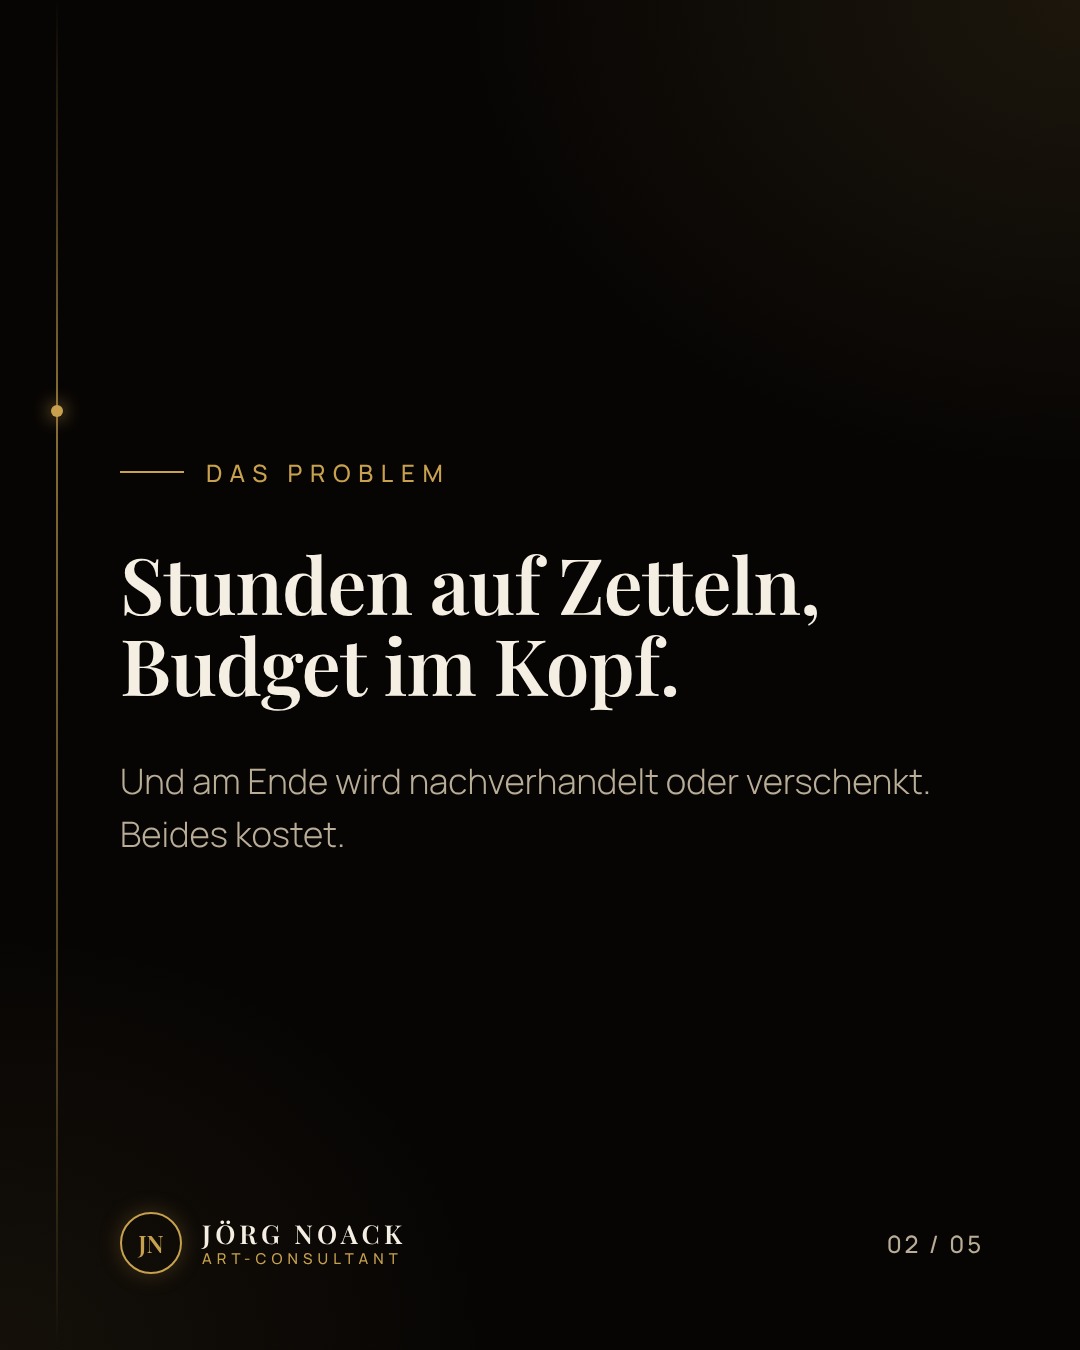 DAS PROBLEM
Stunden auf Zetteln,
Budget im Kopf.
Und am Ende wird nachverhandelt oder verschenkt.
Beides kostet.
JN
JÖRG NOACK
ART-CONSULTANT
02 / 05